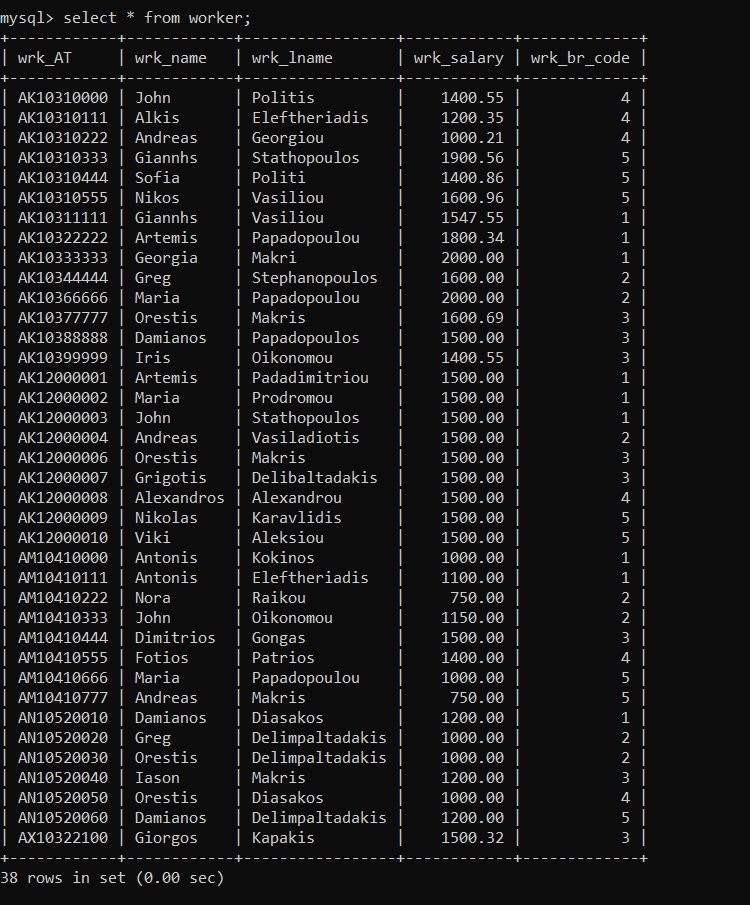 mysql> select * from worker;
+------------+-----------+-----------------+------------+-------------+
| wrk_AT     | wrk_name  | wrk_lname       | wrk_salary | wrk_br_code |
+------------+-----------+-----------------+------------+-------------+
| AK10310000 | John      | Politis         |    1400.55 |           4 |
| AK10310111 | Alkis     | Eleftheriadis   |    1200.35 |           4 |
| AK10310222 | Andreas   | Georgiou        |    1000.21 |           4 |
| AK10310333 | Giannhs   | Stathopoulos    |    1900.56 |           5 |
| AK10310444 | Sofia     | Politi          |    1400.86 |           5 |
| AK10310555 | Nikos     | Vasiliou        |    1600.96 |           5 |
| AK10311111 | Giannhs   | Vasiliou        |    1547.55 |           1 |
| AK10322222 | Artemis   | Papadopoulou    |    1800.34 |           1 |
| AK10333333 | Georgia   | Makri           |    2000.00 |           1 |
| AK10344444 | Greg      | Stephanopoulos  |    1600.00 |           2 |
| AK10366666 | Maria     | Papadopoulou    |    2000.00 |           2 |
| AK10377777 | Orestis   | Makris          |    1600.69 |           3 |
| AK10388888 | Damianos  | Papadopoulos    |    1500.00 |           3 |
| AK10399999 | Iris      | Oikonomou       |    1400.55 |           3 |
| AK12000001 | Artemis   | Padadimitriou   |    1500.00 |           1 |
| AK12000002 | Maria     | Prodromou       |    1500.00 |           1 |
| AK12000003 | John      | Stathopoulos    |    1500.00 |           1 |
| AK12000004 | Andreas   | Vasiladiotis    |    1500.00 |           2 |
| AK12000006 | Orestis   | Makris          |    1500.00 |           3 |
| AK12000007 | Grigotis  | Delibaltadakis  |    1500.00 |           3 |
| AK12000008 | Alexandros | Alexandrou      |    1500.00 |           4 |
| AK12000009 | Nikolas   | Karavlidis      |    1500.00 |           5 |
| AK12000010 | Viki      | Aleksiou        |    1500.00 |           5 |
| AM10410000 | Antonis   | Kokinos         |    1000.00 |           1 |
| AM10410111 | Antonis   | Eleftheriadis   |    1100.00 |           1 |
| AM10410222 | Nora      | Raikou          |     750.00 |           2 |
| AM10410333 | John      | Oikonomou       |    1150.00 |           2 |
| AM10410444 | Dimitrios | Gongas          |    1500.00 |           3 |
| AM10410555 | Fotios    | Patrios         |    1400.00 |           4 |
| AM10410666 | Maria     | Papadopoulou    |    1000.00 |           5 |
| AM10410777 | Andreas   | Makris          |     750.00 |           5 |
| AN10520010 | Damianos  | Diasakos        |    1200.00 |           1 |
| AN10520020 | Greg      | Delimpaltadakis |    1000.00 |           2 |
| AN10520030 | Orestis   | Delimpaltadakis |    1000.00 |           2 |
| AN10520040 | Iason     | Makris          |    1200.00 |           3 |
| AN10520050 | Orestis   | Diasakos        |    1000.00 |           4 |
| AN10520060 | Damianos  | Delimpaltadakis |    1200.00 |           5 |
| AX10322100 | Giorgos   | Kapakis         |    1500.32 |           3 |
+------------+-----------+-----------------+------------+-------------+
38 rows in set (0.00 sec)